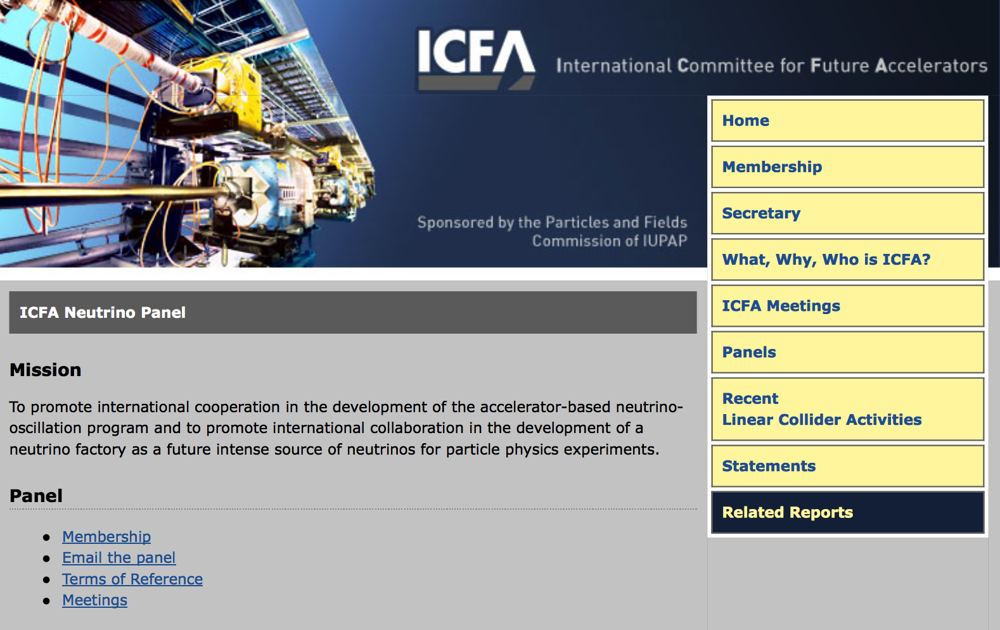 ICFA
International Committee for Future Accelerators
Sponsored by the Particles and Fields
Commission of IUPAP
Home
Membership
Secretary
What, Why, Who is ICFA?
ICFA Meetings
Panels
Recent
Linear Collider Activities
Statements
Related Reports
ICFA Neutrino Panel
Mission
To promote international cooperation in the development of the accelerator-based neutrino-
oscillation program and to promote international collaboration in the development of a
neutrino factory as a future intense source of neutrinos for particle physics experiments.
Panel
Membership
Email the panel
Terms of Reference
Meetings